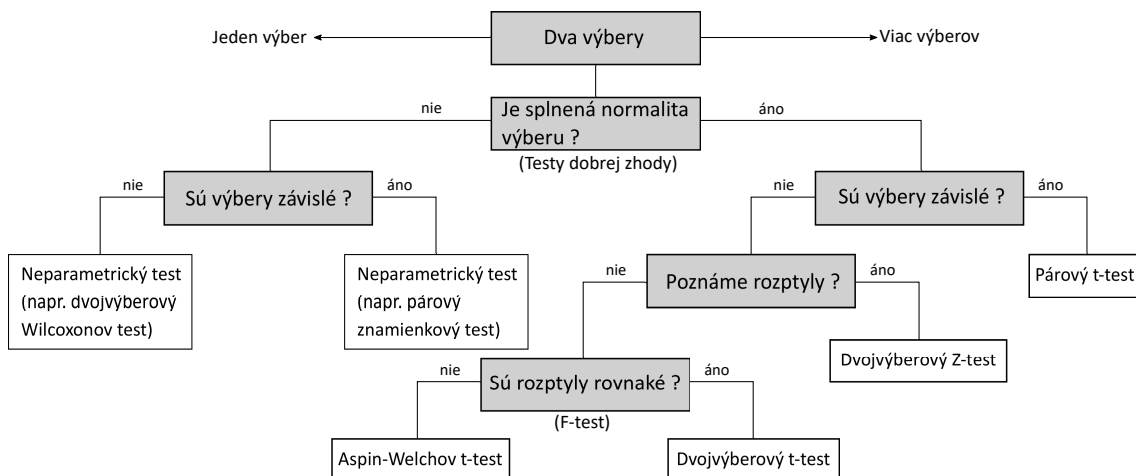 Jeden výber
Dva výbery
Viac výberov
nie
Je splnená normalita
výberu ?
áno
(Testy dobrej zhody)
nie
Sú výbery závislé ?
áno
nie
Sú výbery závislé ?
áno
Neparametrický test
(napr. dvojvýberový
Wilcoxonov test)
Neparametrický test
(napr. párový
znamienkový test)
nie
Poznáme rozptyly ?
áno
Párový t-test
Dvojvýberový Z-test
nie
Sú rozptyly rovnaké ?
áno
(F-test)
Aspin-Welchov t-test
Dvojvýberový t-test